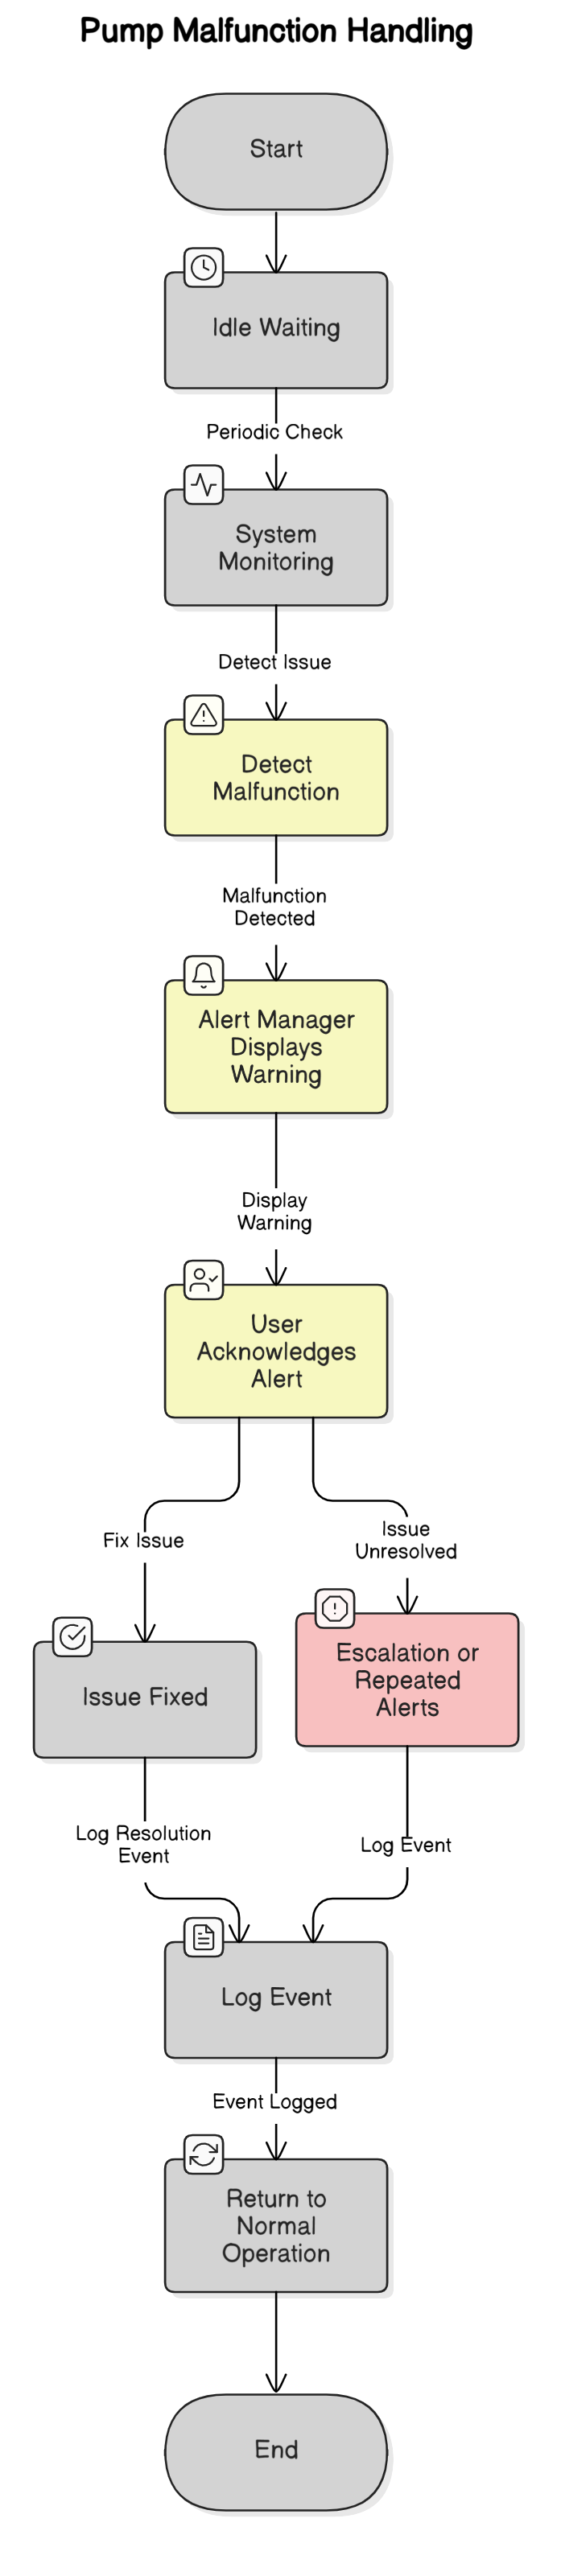 Pump Malfunction Handling
Start
Idle Waiting
Periodic Check
System
Monitoring
Detect Issue
Detect
Malfunction
Malfunction
Detected
Alert Manager
Displays
Warning
Display
Warning
User
Acknowledges
Alert
Fix Issue
Issue
Unresolved
Issue Fixed
Escalation or
Repeated
Alerts
Log Resolution
Event
Log Event
Log Event
Event Logged
Return to
Normal
Operation
End